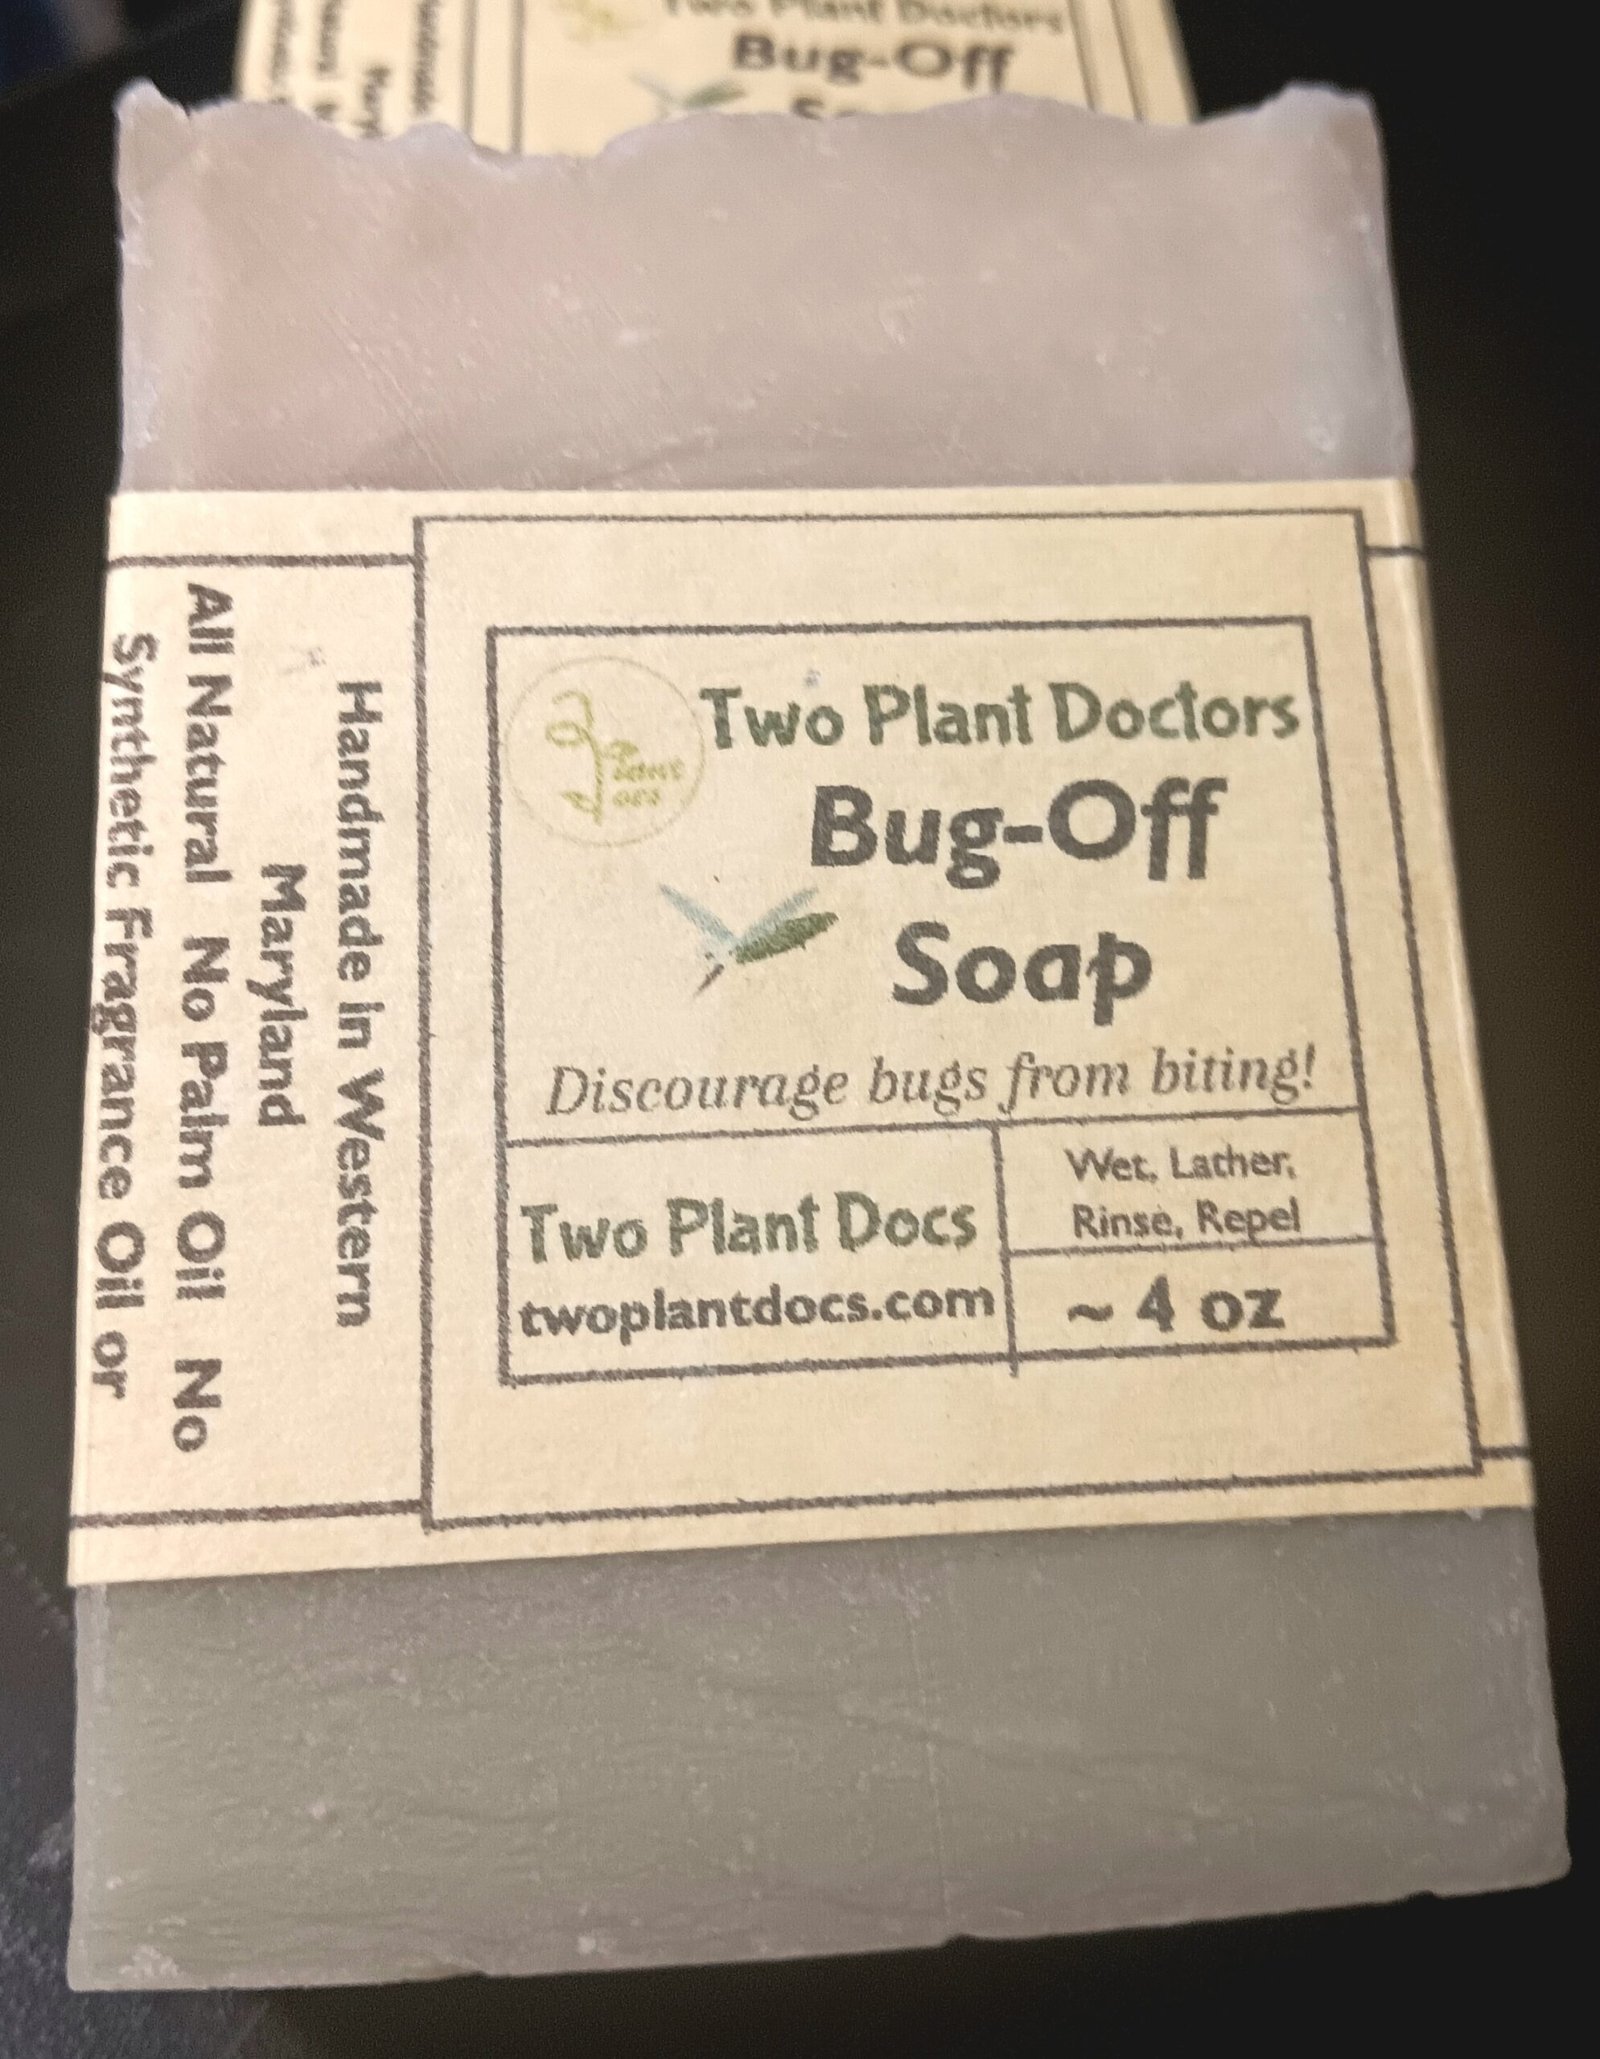 Two Plant Doctors
Bug-Off
Two Plant Doctors
Bug-Off
Soap
Discourage bugs from biting!
Two Plant Docs
twoplantdocs.com
Wet, Lather,
Rinse, Repel
~ 4 oz
Handmade in Western
Maryland
All Natural No Palm Oil No
Synthetic Fragrance Oil or